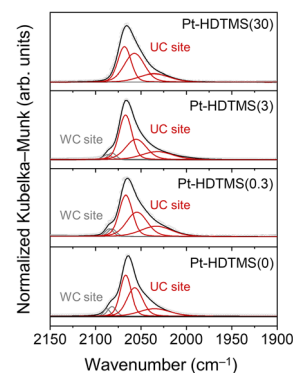 Normalized Kubelka–Munk (arb. units)
Pt-HDTMS(30)
UC site
Pt-HDTMS(3)
WC site
UC site
Pt-HDTMS(0.3)
WC site
UC site
Pt-HDTMS(0)
WC site
UC site
2150 2100 2050 2000 1950 1900
Wavenumber (cm⁻¹)